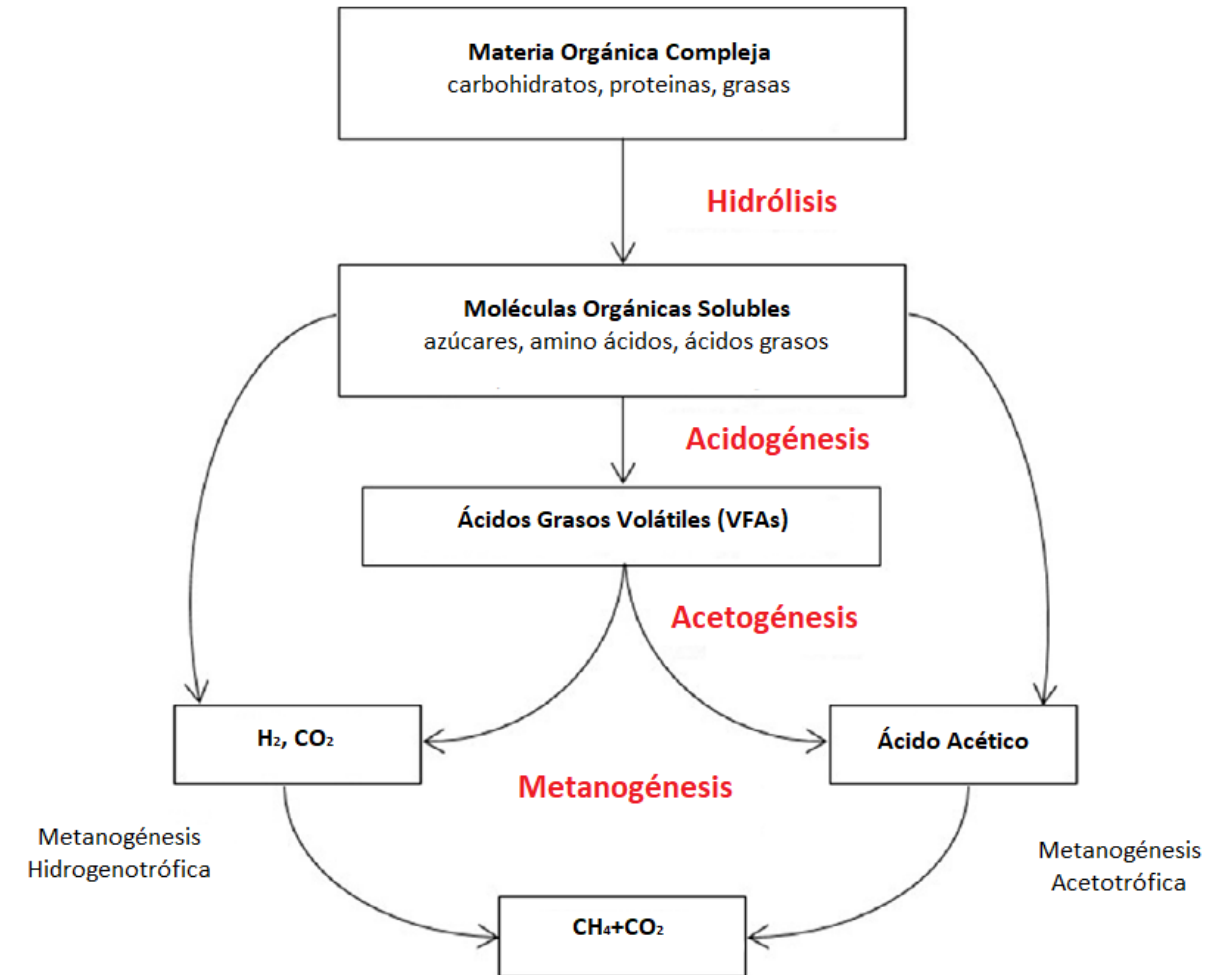 Materia Orgánica Compleja
carbohidratos, proteinas, grasas
Hidrólisis
Moléculas Orgánicas Solubles
azúcares, amino ácidos, ácidos grasos
Acidogénesis
Ácidos Grasos Volátiles (VFAs)
Acetogénesis
H₂, CO₂
Ácido Acético
Metanogénesis
Metanogénesis
Hidrogenotrófica
Metanogénesis
Acetotrófica
CH₄+CO₂